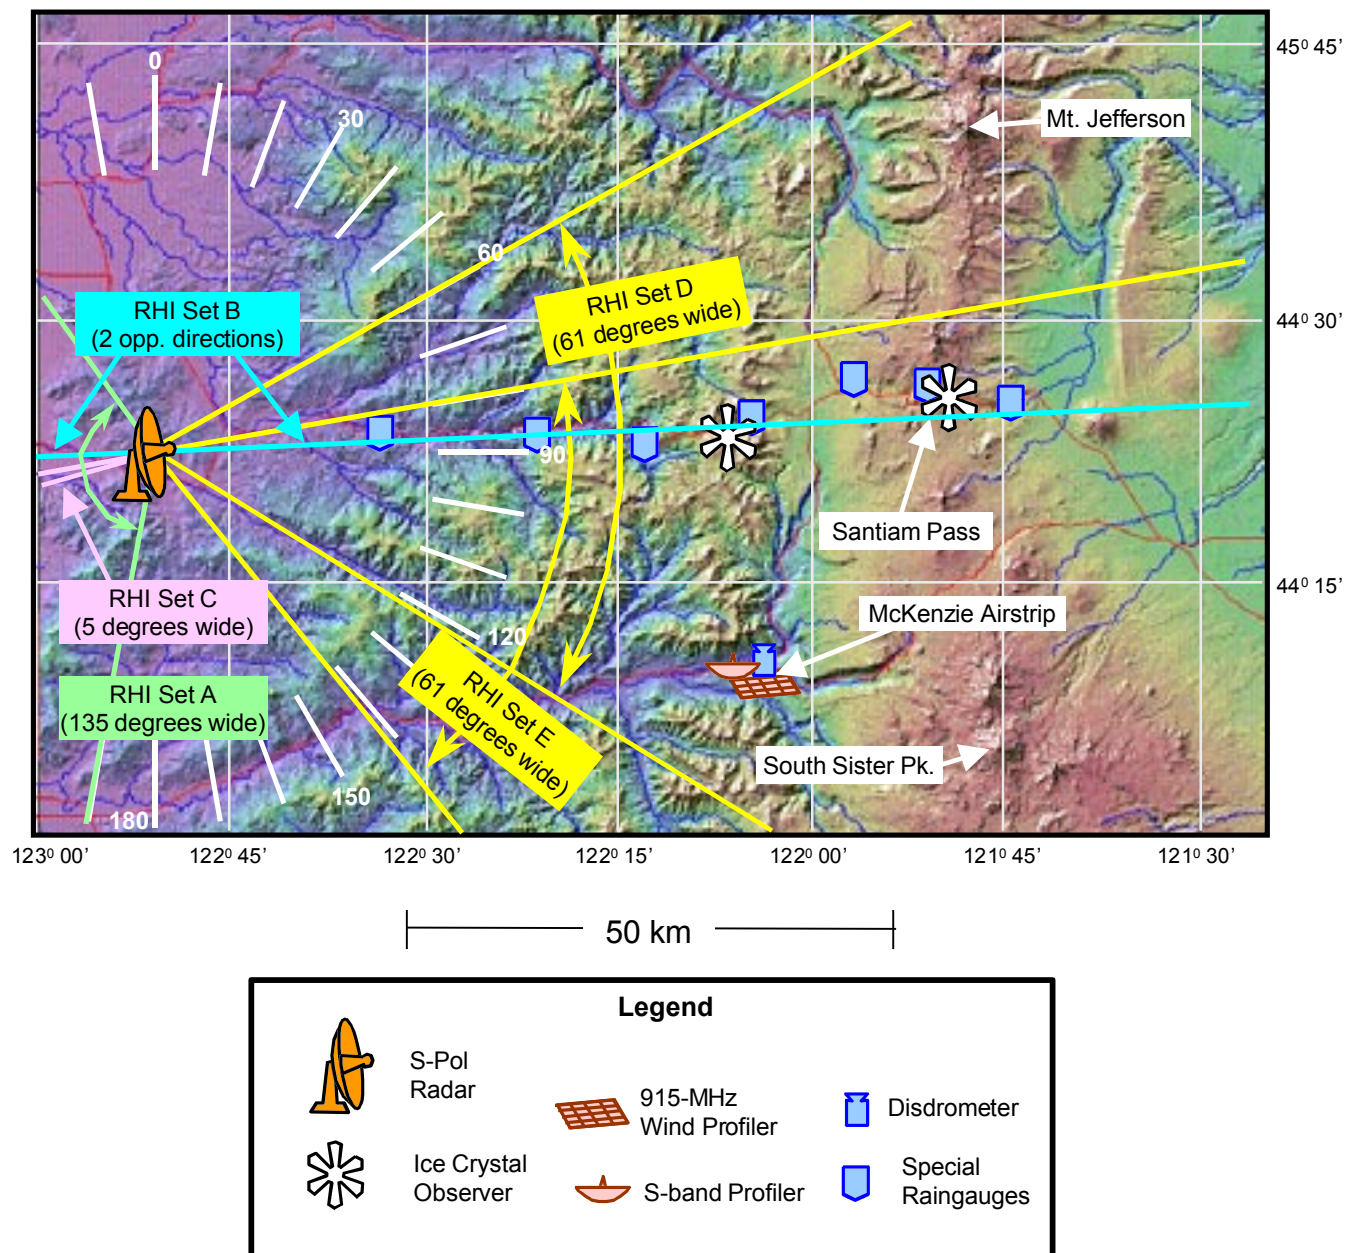 0
45⁰ 45’
Mt. Jefferson
30
60
RHI Set D
(61 degrees wide)
RHI Set B
(2 opp. directions)
44⁰ 30’
90
Santiam Pass
44⁰ 15’
RHI Set C
(5 degrees wide)
McKenzie Airstrip
120
RHI Set E
(61 degrees wide)
RHI Set A
(135 degrees wide)
South Sister Pk.
150
180
123⁰ 00’
122⁰ 45’
122⁰ 30’
122⁰ 15’
122⁰ 00’
121⁰ 45’
121⁰ 30’
50 km
Legend
S-Pol
Radar
915-MHz
Wind Profiler
Disdrometer
Ice Crystal
Observer
S-band Profiler
Special
Raingauges